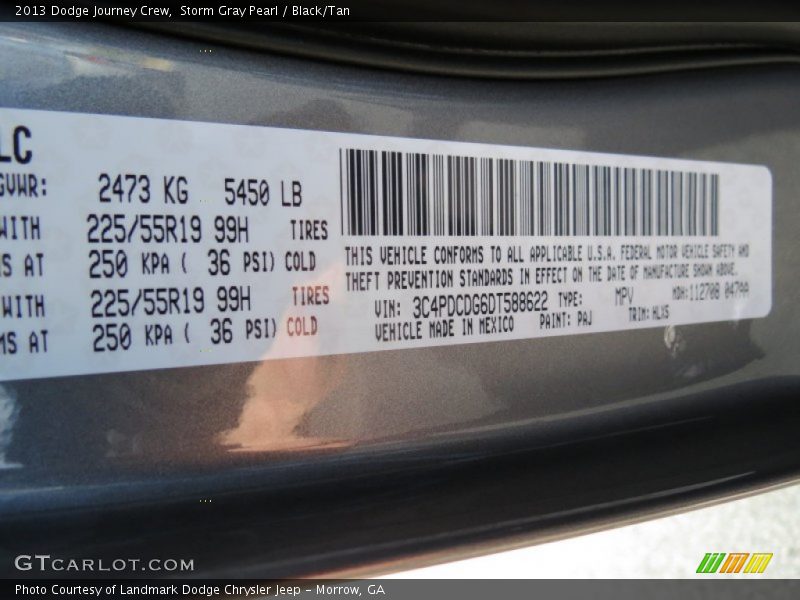 2013 Dodge Journey Crew, Storm Gray Pearl / Black/Tan
LC
GVWR: 2473 KG 5450 LB
WITH 225/55R19 99H TIRES
MS AT 250 KPA ( 36 PSI) COLD
WITH 225/55R19 99H TIRES
MS AT 250 KPA ( 36 PSI) COLD
THIS VEHICLE CONFORMS TO ALL APPLICABLE U.S.A. FEDERAL MOTOR VEHICLE SAFETY AND
THEFT PREVENTION STANDARDS IN EFFECT ON THE DATE OF MANUFACTURE SHOWN ABOVE.
VIN: 3C4PDCDG6DT588622 TYPE: MPV MDH: 112708
VEHICLE MADE IN MEXICO PAINT: PAJ TRIM:
GTCARLOT.COM
Photo Courtesy of Landmark Dodge Chrysler Jeep - Morrow, GA